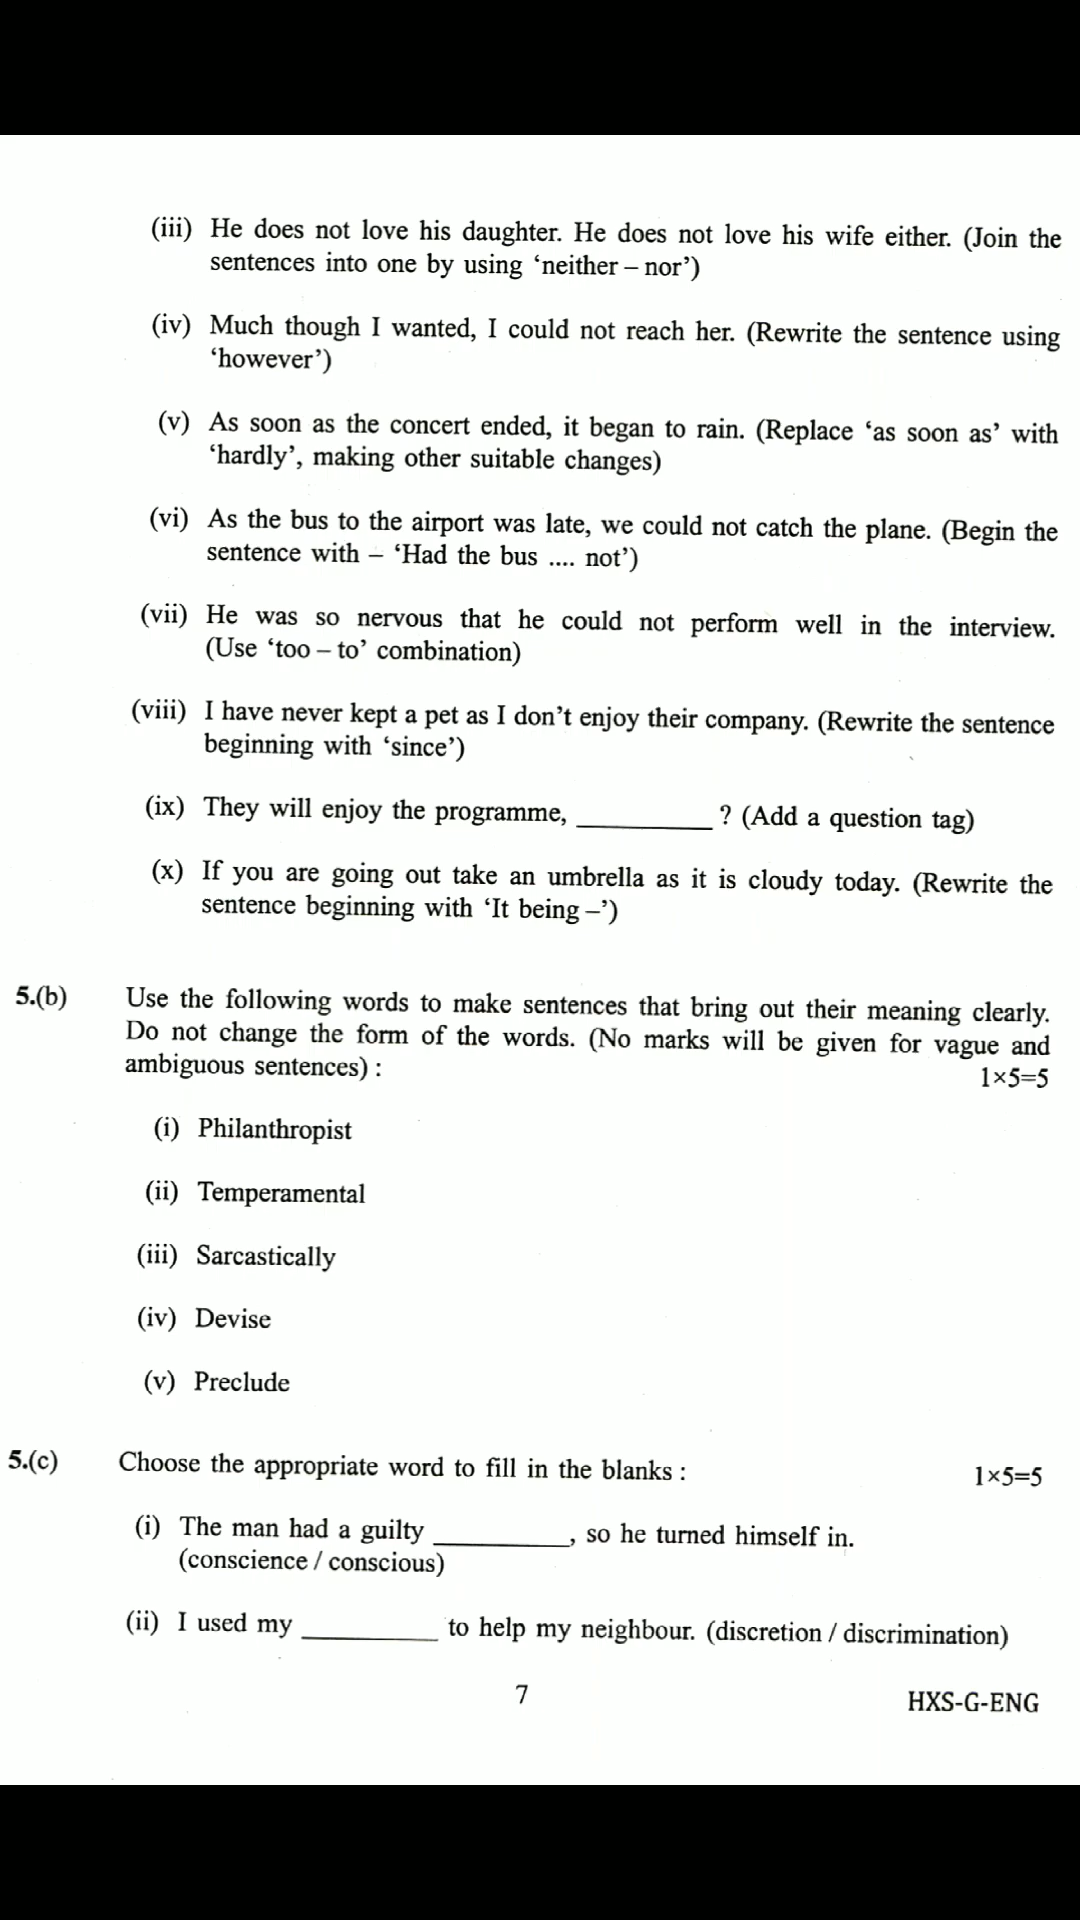 (iii) He does not love his daughter. He does not love his wife either. (Join the
sentences into one by using ‘neither – nor’)
(iv) Much though I wanted, I could not reach her. (Rewrite the sentence using
‘however’)
(v) As soon as the concert ended, it began to rain. (Replace ‘as soon as’ with
‘hardly’, making other suitable changes)
(vi) As the bus to the airport was late, we could not catch the plane. (Begin the
sentence with – ‘Had the bus .... not’)
(vii) He was so nervous that he could not perform well in the interview.
(Use ‘too – to’ combination)
(viii) I have never kept a pet as I don’t enjoy their company. (Rewrite the sentence
beginning with ‘since’)
(ix) They will enjoy the programme, __________ ? (Add a question tag)
(x) If you are going out take an umbrella as it is cloudy today. (Rewrite the
sentence beginning with ‘It being –’)
5.(b) Use the following words to make sentences that bring out their meaning clearly.
Do not change the form of the words. (No marks will be given for vague and
ambiguous sentences) : 1×5=5
(i) Philanthropist
(ii) Temperamental
(iii) Sarcastically
(iv) Devise
(v) Preclude
5.(c) Choose the appropriate word to fill in the blanks : 1×5=5
(i) The man had a guilty __________, so he turned himself in.
(conscience / conscious)
(ii) I used my __________ to help my neighbour. (discretion / discrimination)
7 HXS-G-ENG